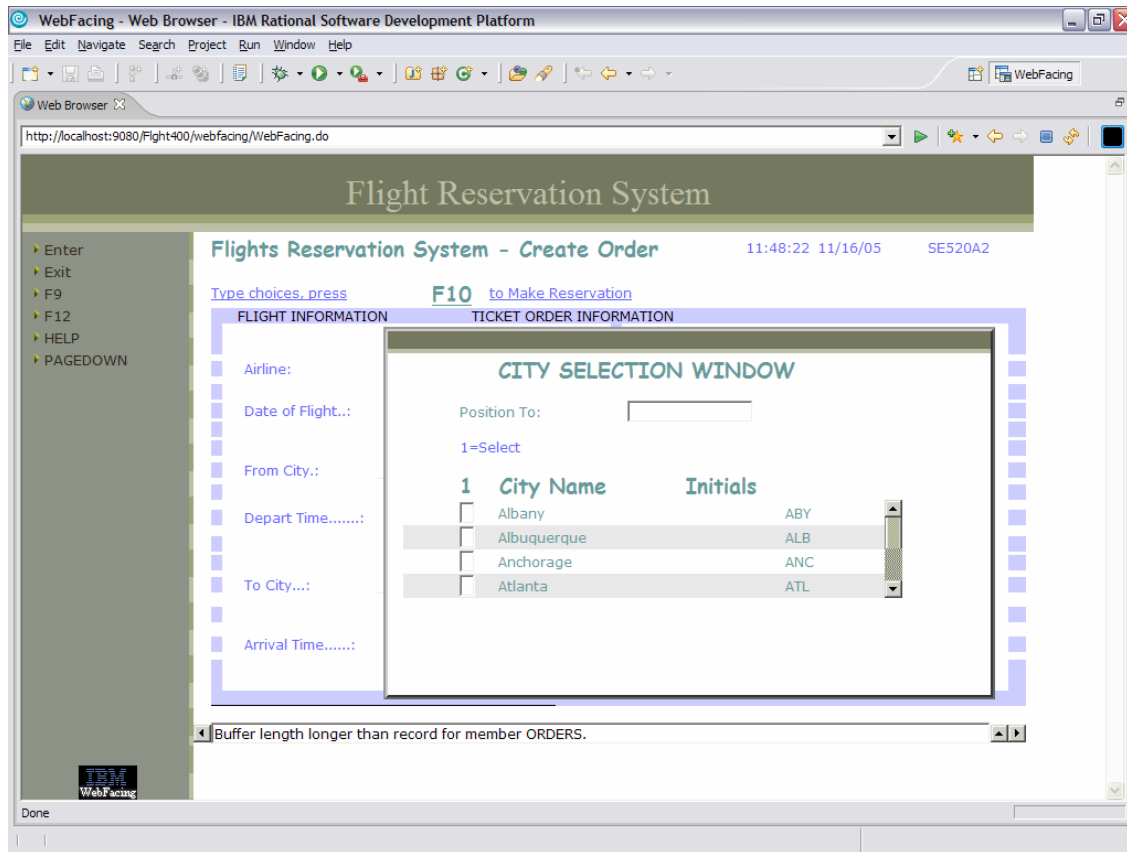 WebFacing - Web Browser - IBM Rational Software Development Platform
File Edit Navigate Search Project Run Window Help
WebFacing
Web Browser
http://localhost:9080/Flght400/webfacing/WebFacing.do
Flight Reservation System
Enter
Exit
F9
F12
HELP
PAGEDOWN
Flights Reservation System - Create Order 11:48:22 11/16/05 SE520A2
Type choices, press F10 to Make Reservation
FLIGHT INFORMATION TICKET ORDER INFORMATION
Airline:
Date of Flight..:
From City.:
Depart Time.......:
To City...:
Arrival Time......:
CITY SELECTION WINDOW
Position To:
1=Select
1 City Name Initials
Albany ABY
Albuquerque ALB
Anchorage ANC
Atlanta ATL
Buffer length longer than record for member ORDERS.
IBM
WebFacing
Done